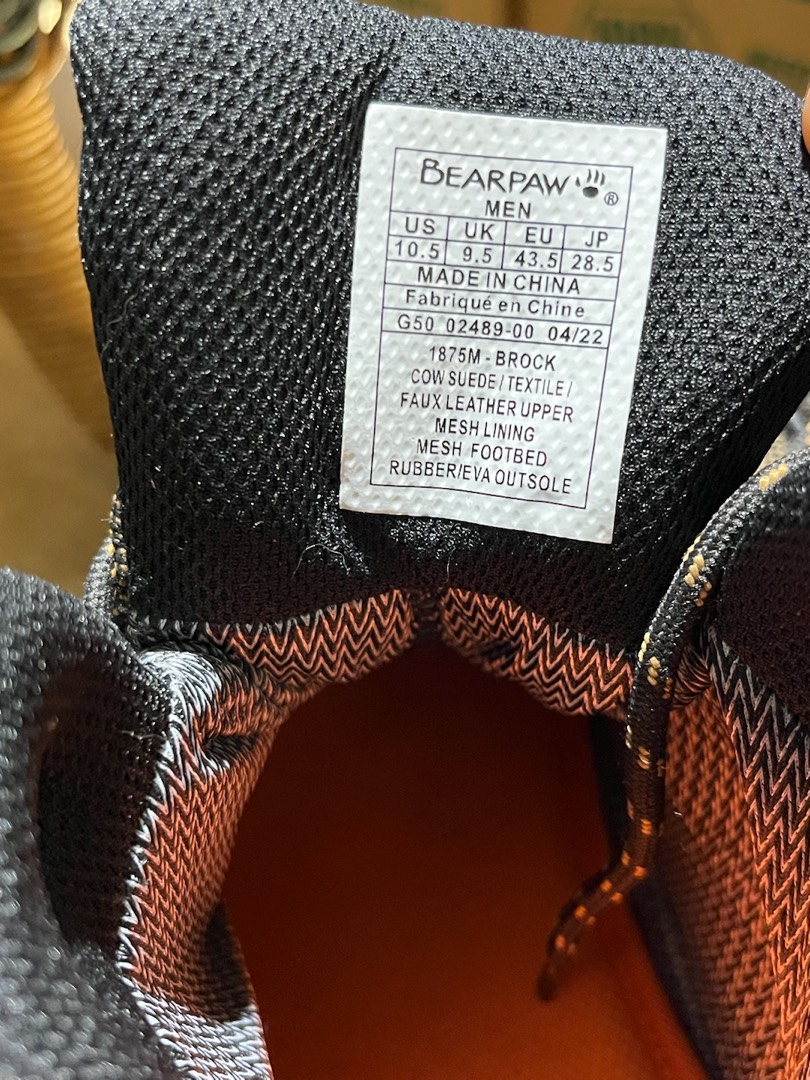 BEARPAW ®
MEN
US UK EU JP
10.5 9.5 43.5 28.5
MADE IN CHINA
Fabriqué en Chine
G50 02489-00 04/22
1875M - BROCK
COW SUEDE / TEXTILE /
FAUX LEATHER UPPER
MESH LINING
MESH FOOTBED
RUBBER/EVA OUTSOLE